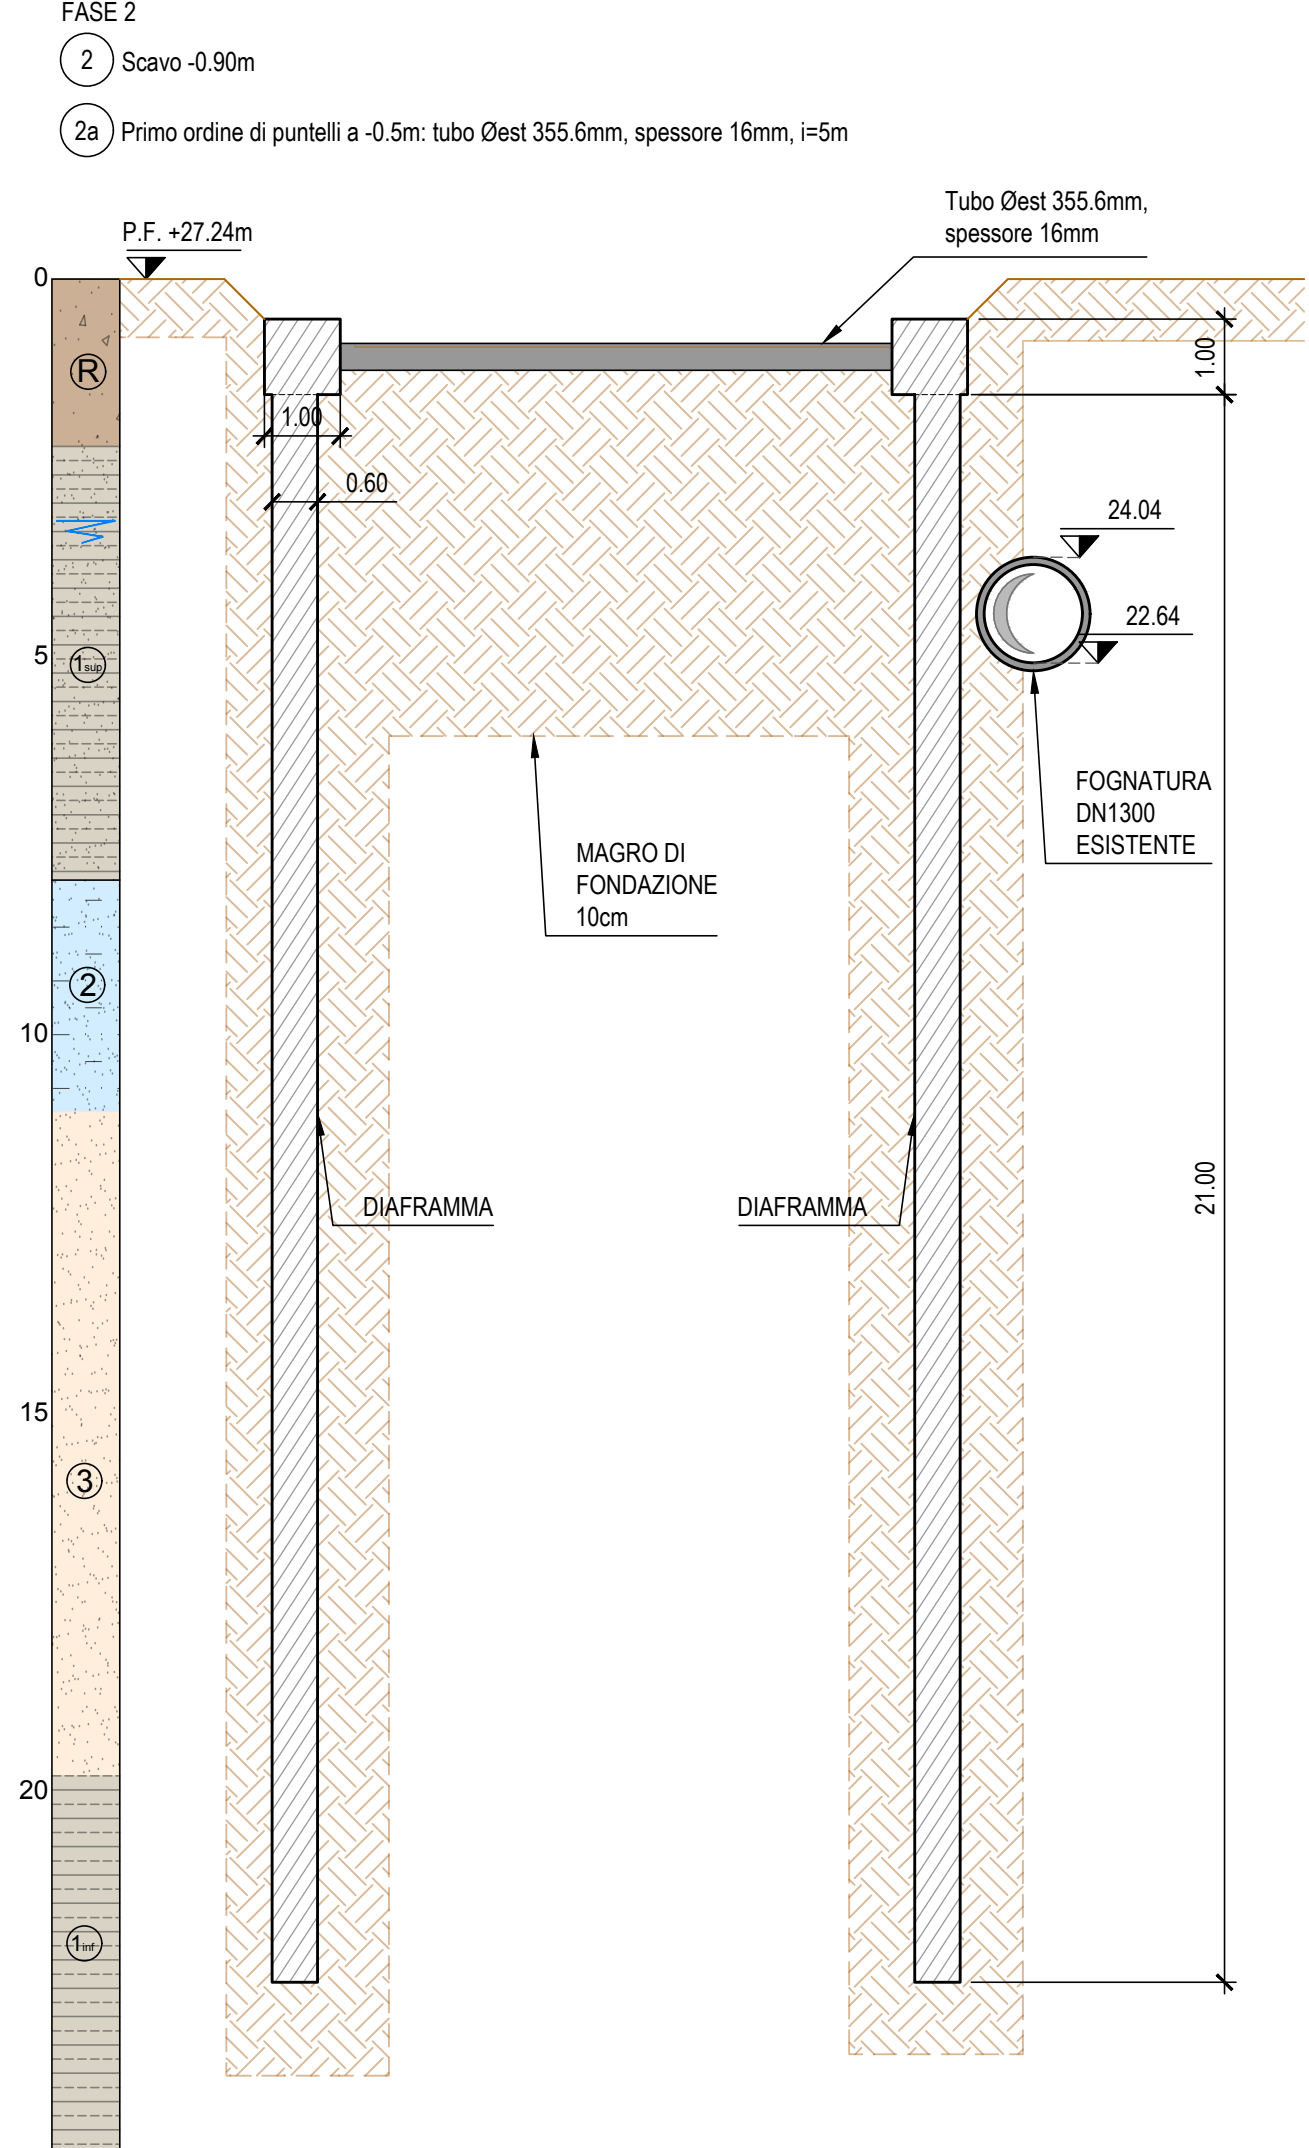 FASE 2
2 Scavo -0.90m
2a Primo ordine di puntelli a -0.5m: tubo Øest 355.6mm, spessore 16mm, i=5m
Tubo Øest 355.6mm,
spessore 16mm
P.F. +27.24m
0
1.00
R
1.00
0.60
24.04
22.64
5
1sup
FOGNATURA
DN1300
ESISTENTE
MAGRO DI
FONDAZIONE
10cm
2
10
DIAFRAMMA
DIAFRAMMA
21.00
15
3
20
1inf